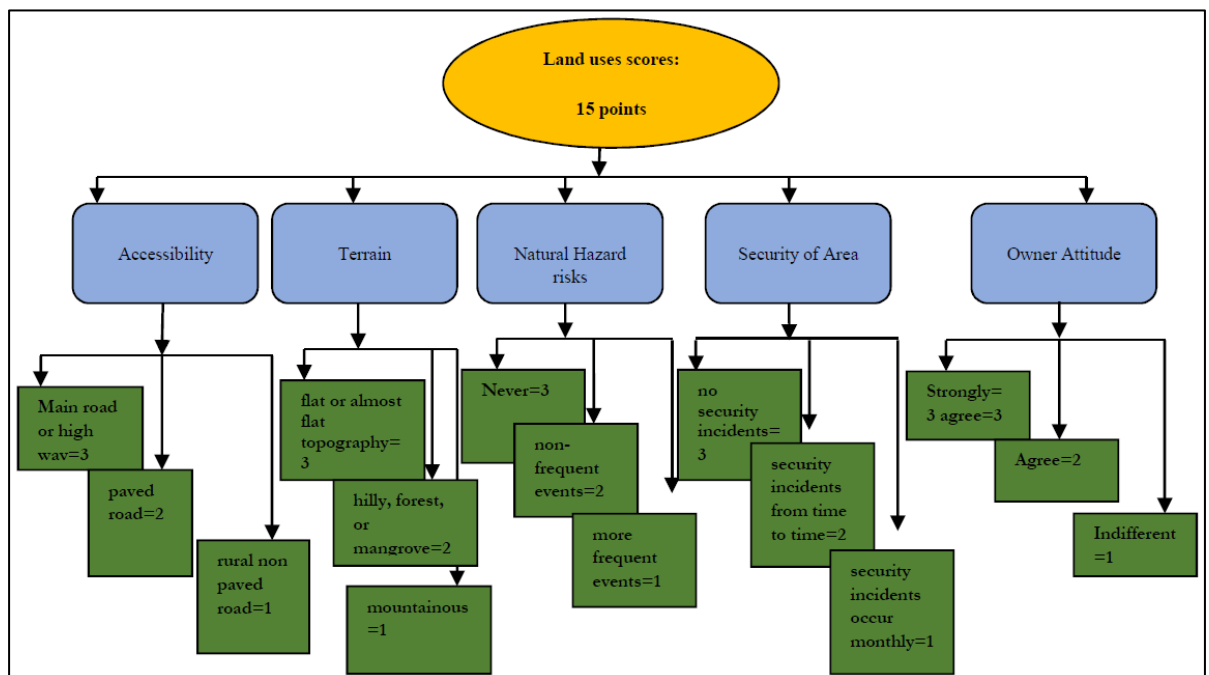 Land uses scores:
15 points
Accessibility
Terrain
Natural Hazard
risks
Security of Area
Owner Attitude
Main road
or high
way=3
paved
road=2
rural non
paved
road=1
flat or almost
flat
topography=
3
hilly, forest,
or
mangrove=2
mountainous
=1
Never=3
non-
frequent
events=2
more
frequent
events=1
no
security
incidents=
3
security
incidents
from time
to time=2
security
incidents
occur
monthly=1
Strongly=
3 agree=3
Agree=2
Indifferent
=1